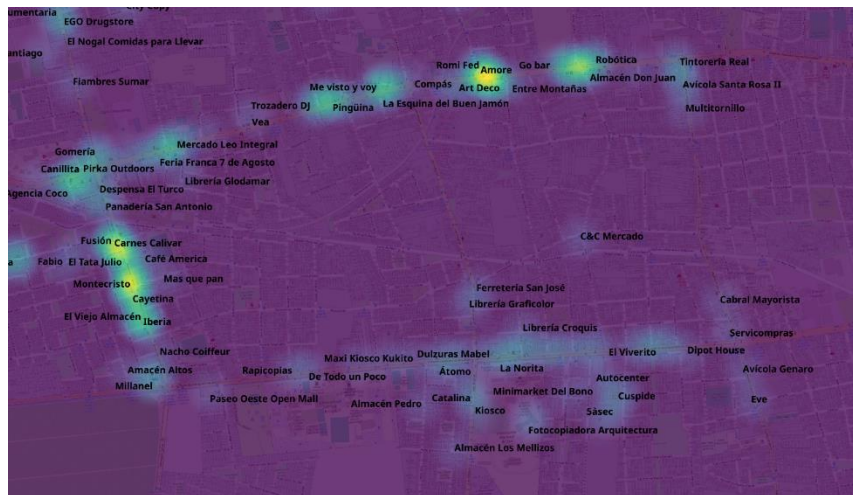 EGO Drugstore
El Nogal Comidas para Llevar
Fiambres Sumar
Romi Fed
Amore
Go bar
Robótica
Tintorería Real
Me visto y voy
Compás
Art Deco
Entre Montañas
Almacén Don Juan
Avícola Santa Rosa II
Trozadero DJ
Pingüina
La Esquina del Buen Jamón
Multitornillo
Vea
Mercado Leo Integral
Gomería
Feria Franca 7 de Agosto
Canillita
Pirka Outdoors
Librería Glodamar
Agencia Coco
Despensa El Turco
Panadería San Antonio
Fusión
Carnes Calivar
C&C Mercado
a
Fabio
El Tata Julio
Café America
Montecristo
Mas que pan
Cayetina
Ferretería San José
Librería Graficolor
Cabral Mayorista
El Viejo Almacén
Iberia
Librería Croquis
Servicompras
Nacho Coiffeur
Maxi Kiosco Kukito
Dulzuras Mabel
El Viverito
Dipot House
Amacén Altos
Rapicopias
De Todo un Poco
Átomo
La Norita
Avícola Genaro
Millanel
Autocenter
Paseo Oeste Open Mall
Almacén Pedro
Catalina
Minimarket Del Bono
Cuspide
Eve
Kiosco
Sásec
Fotocopiadora Arquitectura
Almacén Los Mellizos